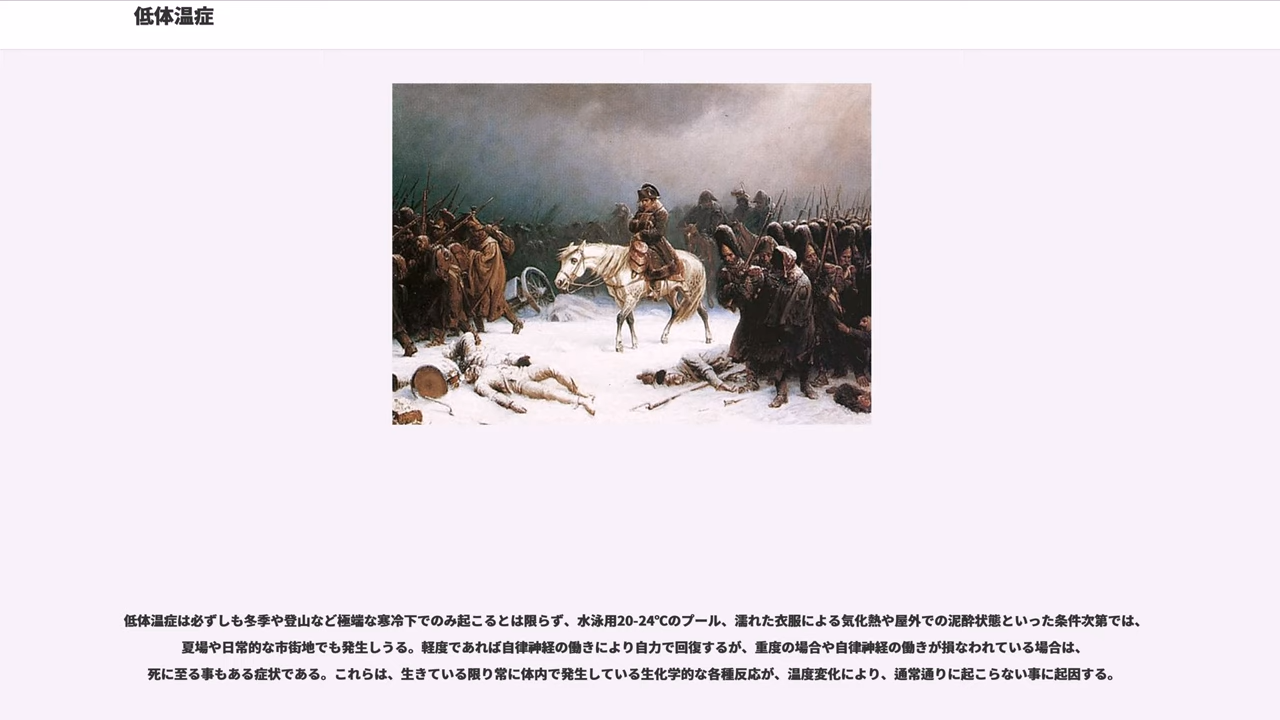 低体温症
低体温症は必ずしも冬季や登山など極端な寒冷下でのみ起こるとは限らず、水泳用20-24℃のプール、濡れた衣服による気化熱や屋外での泥酔状態といった条件次第では、
夏場や日常的な市街地でも発生しうる。軽度であれば自律神経の働きにより自力で回復するが、重度の場合や自律神経の働きが損なわれている場合は、
死に至る事もある症状である。これらは、生きている限り常に体内で発生している生化学的な各種反応が、温度変化により、通常通りに起こらない事に起因する。